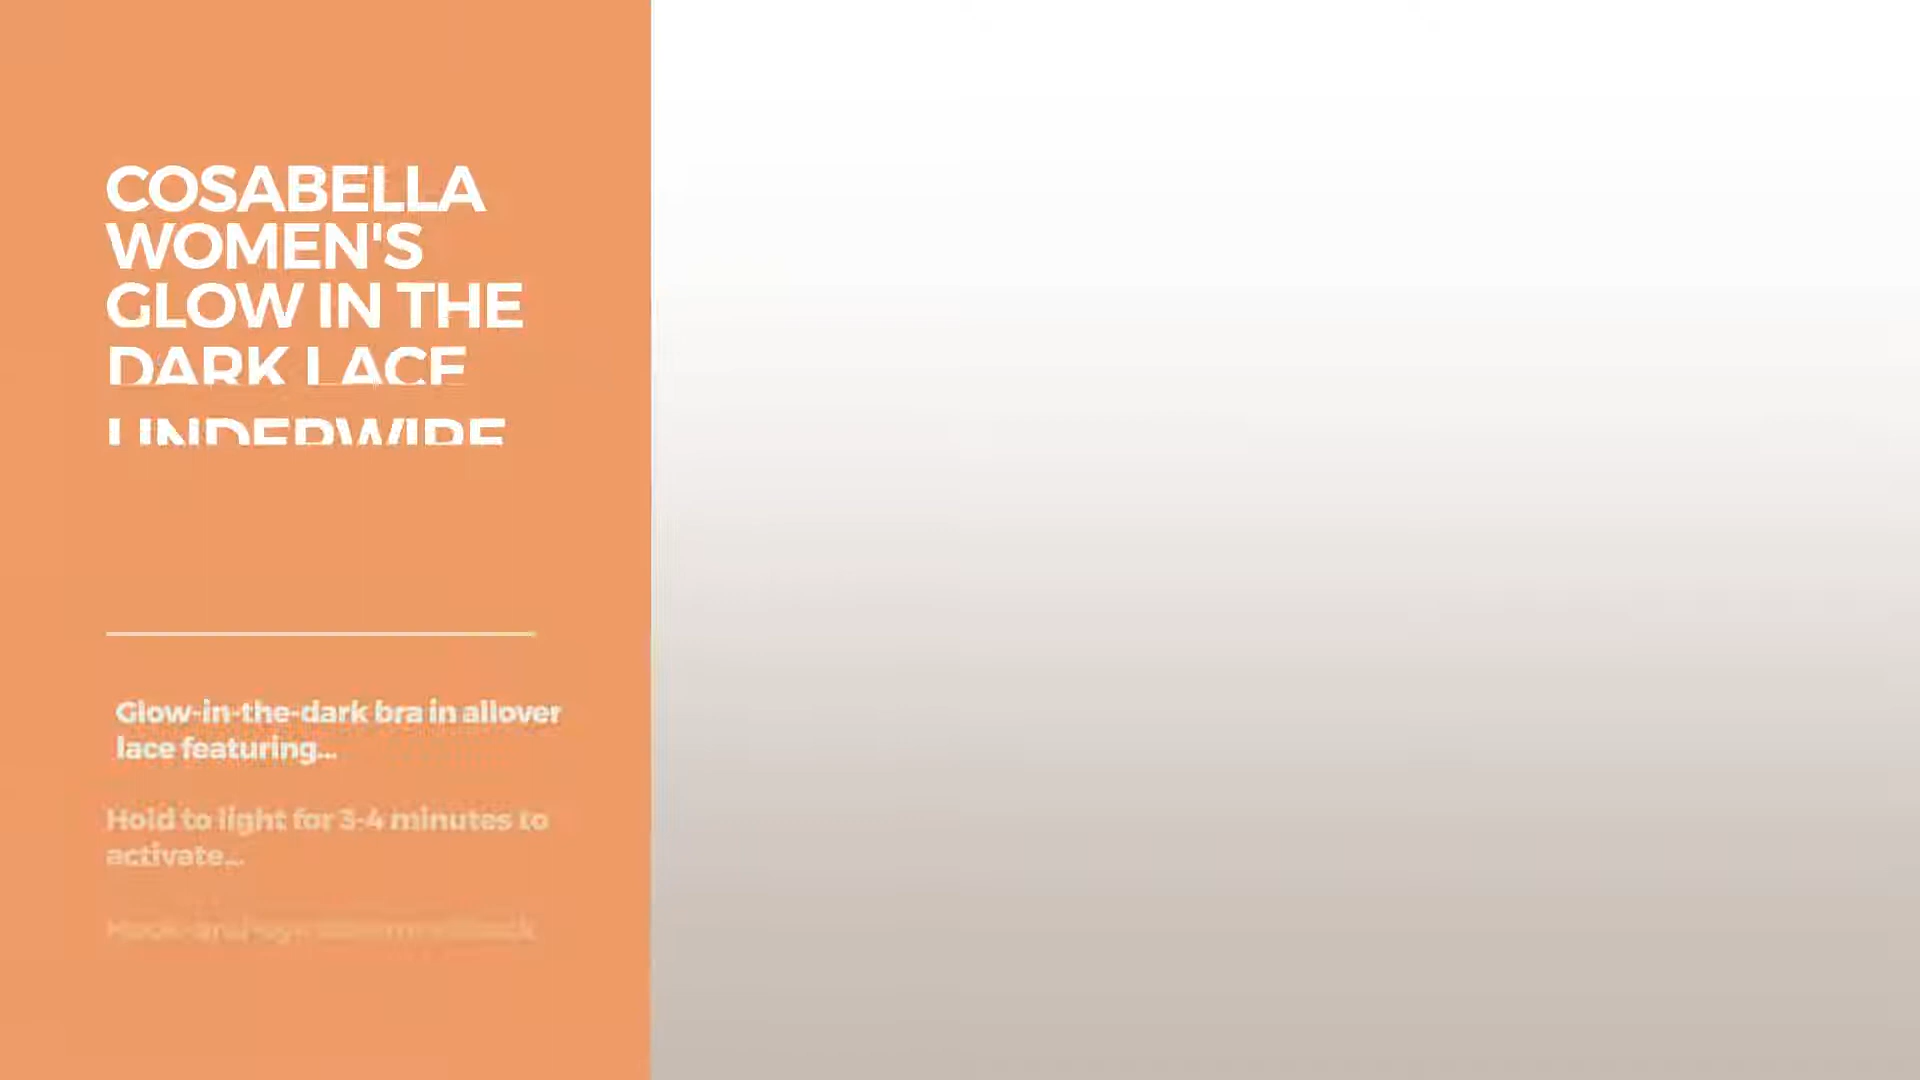 COSABELLA
WOMEN'S
GLOW IN THE
DARK LACE
UNDERWIRE
Glow-in-the-dark bra in allover
lace featuring...
Hold to light for 3-4 minutes to
activate...